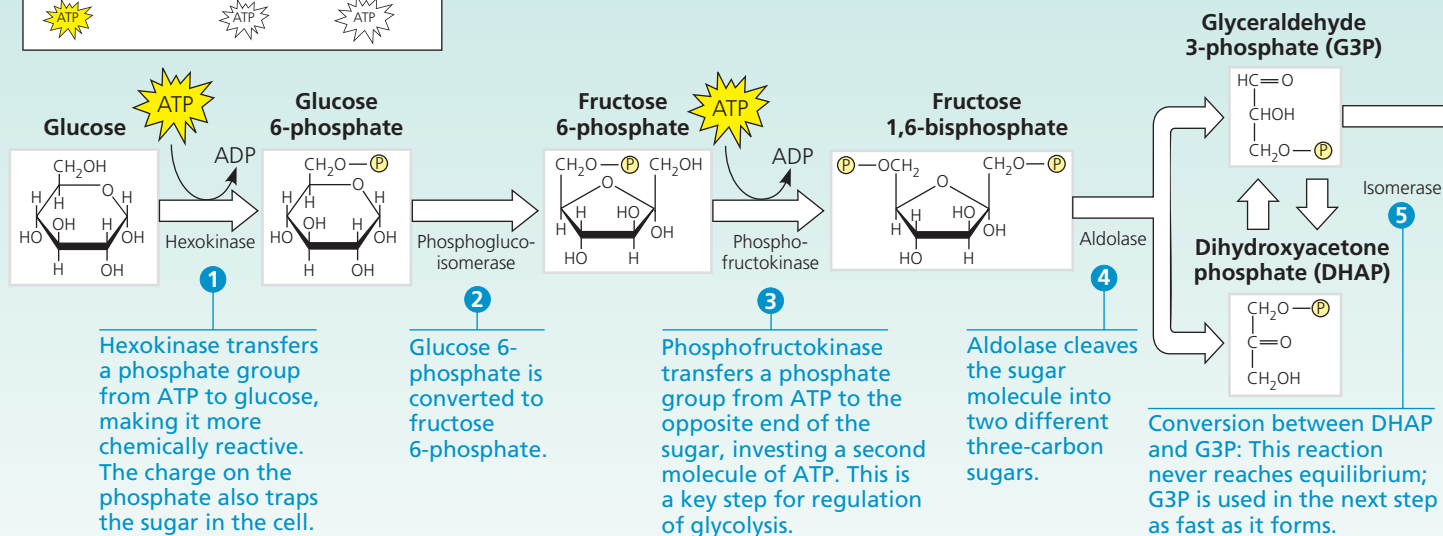 ATP ATP ATP
Glucose
ATP
ADP
Hexokinase
1
Hexokinase transfers
a phosphate group
from ATP to glucose,
making it more
chemically reactive.
The charge on the
phosphate also traps
the sugar in the cell.
CH₂OH
H
O
H
H
H
OH
H
HO
OH
H
OH
Glucose
6-phosphate
CH₂O—P
H
O
H
H
H
OH
H
HO
OH
H
OH
Phosphogluco-
isomerase
2
Glucose 6-
phosphate is
converted to
fructose
6-phosphate.
Fructose
6-phosphate
CH₂O—P CH₂OH
O
H
HO
H
H
OH
HO
H
ATP
ADP
Phospho-
fructokinase
3
Phosphofructokinase
transfers a phosphate
group from ATP to the
opposite end of the
sugar, investing a second
molecule of ATP. This is
a key step for regulation
of glycolysis.
Fructose
1,6-bisphosphate
P—OCH₂ CH₂O—P
O
H
HO
H
H
OH
HO
H
Aldolase
4
Aldolase cleaves
the sugar
molecule into
two different
three-carbon
sugars.
Glyceraldehyde
3-phosphate (G3P)
HC=O
CHOH
CH₂O—P
Isomerase
5
Dihydroxyacetone
phosphate (DHAP)
CH₂O—P
C=O
CH₂OH
Conversion between DHAP
and G3P: This reaction
never reaches equilibrium;
G3P is used in the next step
as fast as it forms.